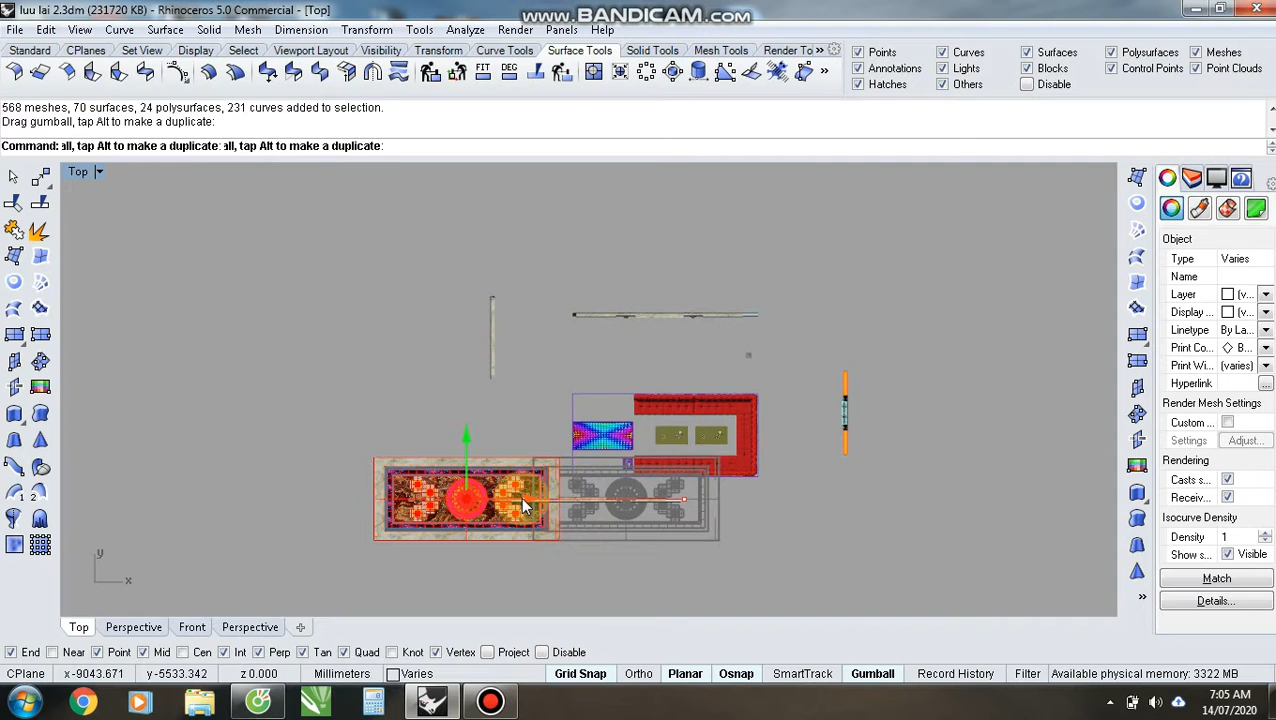 luu lai 2.3dm (231720 KB) - Rhinoceros 5.0 Commercial - [Top]
www.BANDICAM.com
File Edit View Curve Surface Solid Mesh Dimension Transform Tools Analyze Render Panels Help
Standard CPlanes Set View Display Select Viewport Layout Visibility Transform Curve Tools Surface Tools Solid Tools Mesh Tools Render To
Points Curves Surfaces Polysurfaces Meshes
Annotations Lights Blocks Control Points Point Clouds
Hatches Others Disable
FIT DEG
568 meshes, 70 surfaces, 24 polysurfaces, 231 curves added to selection.
Drag gumball, tap Alt to make a duplicate:
Command: all, tap Alt to make a duplicate: all, tap Alt to make a duplicate:
Top
Object
Type Varies
Name
Layer (v...
Display ... (v...
Linetype By La...
Print Co... B...
Print Wi... (varies)
Hyperlink ...
Render Mesh Settings
Custom ...
Settings Adjust...
Rendering
Casts s...
Receiv...
Isocurve Density
Density 1
Show s... Visible
Match
Details...
y
x
Top Perspective Front Perspective
End Near Point Mid Cen Int Perp Tan Quad Knot Vertex Project Disable
CPlane x -9043.671 y -5533.342 z 0.000 Millimeters Varies Grid Snap Ortho Planar Osnap SmartTrack Gumball Record History Filter Available physical memory: 3322 MB
7:05 AM
14/07/2020